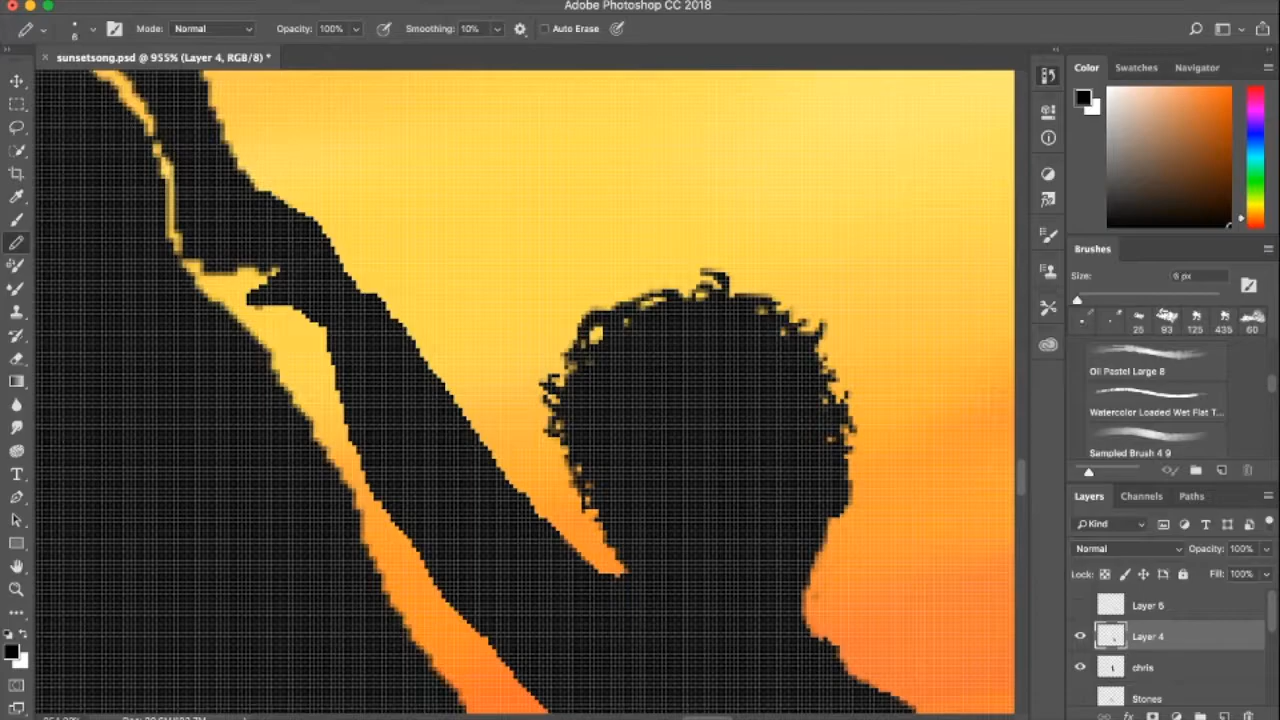 Adobe Photoshop CC 2018
6
Mode: Normal
Opacity: 100%
Smoothing: 10%
Auto Erase
× sunsetsong.psd @ 955% (Layer 4, RGB/8) *
Color Swatches Navigator
Brushes
Size:
25 93 125 435 60
Oil Pastel Large 8
Watercolor Loaded Wet Flat T...
Sampled Brush 4 9
Layers Channels Paths
Kind
Normal Opacity: 100%
Lock: Fill: 100%
Layer 6
Layer 4
chris
Stones